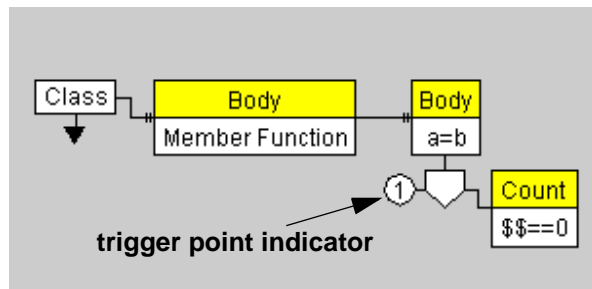 Class
Body
Member Function
Body
a=b
1
Count
$$==0
trigger point indicator